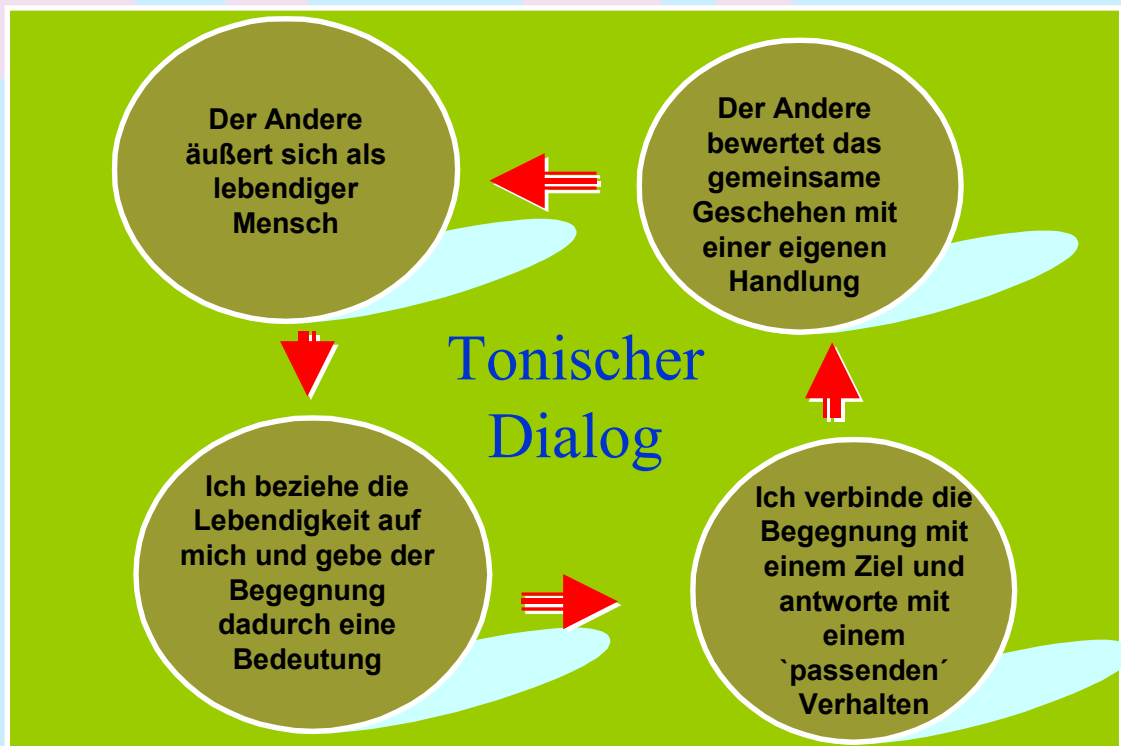 Der Andere
äußert sich als
lebendiger
Mensch
Der Andere
bewertet das
gemeinsame
Geschehen mit
einer eigenen
Handlung
Tonischer
Dialog
Ich beziehe die
Lebendigkeit auf
mich und gebe der
Begegnung
dadurch eine
Bedeutung
Ich verbinde die
Begegnung mit
einem Ziel und
antworte mit
einem
`passenden´
Verhalten